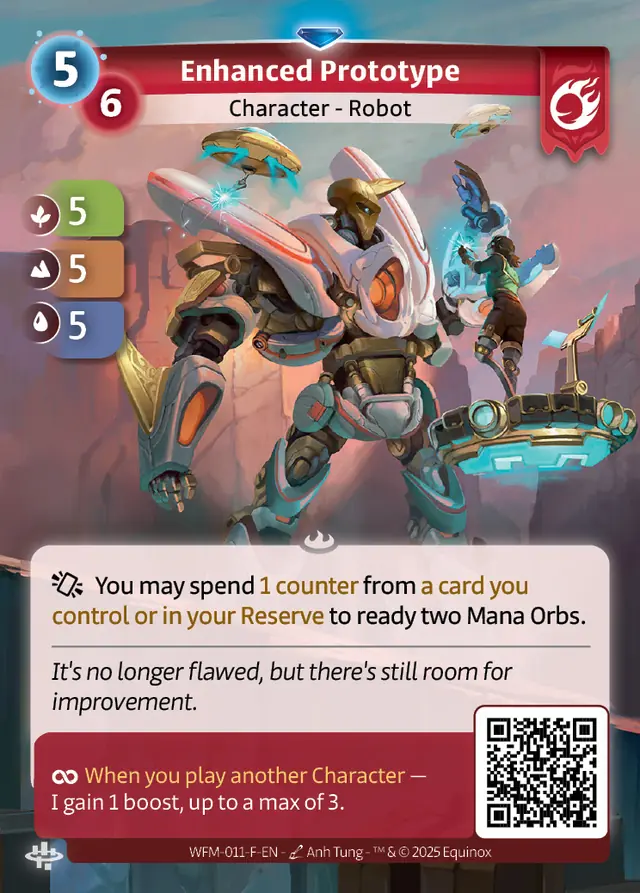 5
Enhanced Prototype
6
Character - Robot
5
5
5
You may spend 1 counter from a card you
control or in your Reserve to ready two Mana Orbs.
It's no longer flawed, but there's still room for
improvement.
When you play another Character —
I gain 1 boost, up to a max of 3.
WFM-011-F-EN - Anh Tung - ™ & © 2025 Equinox